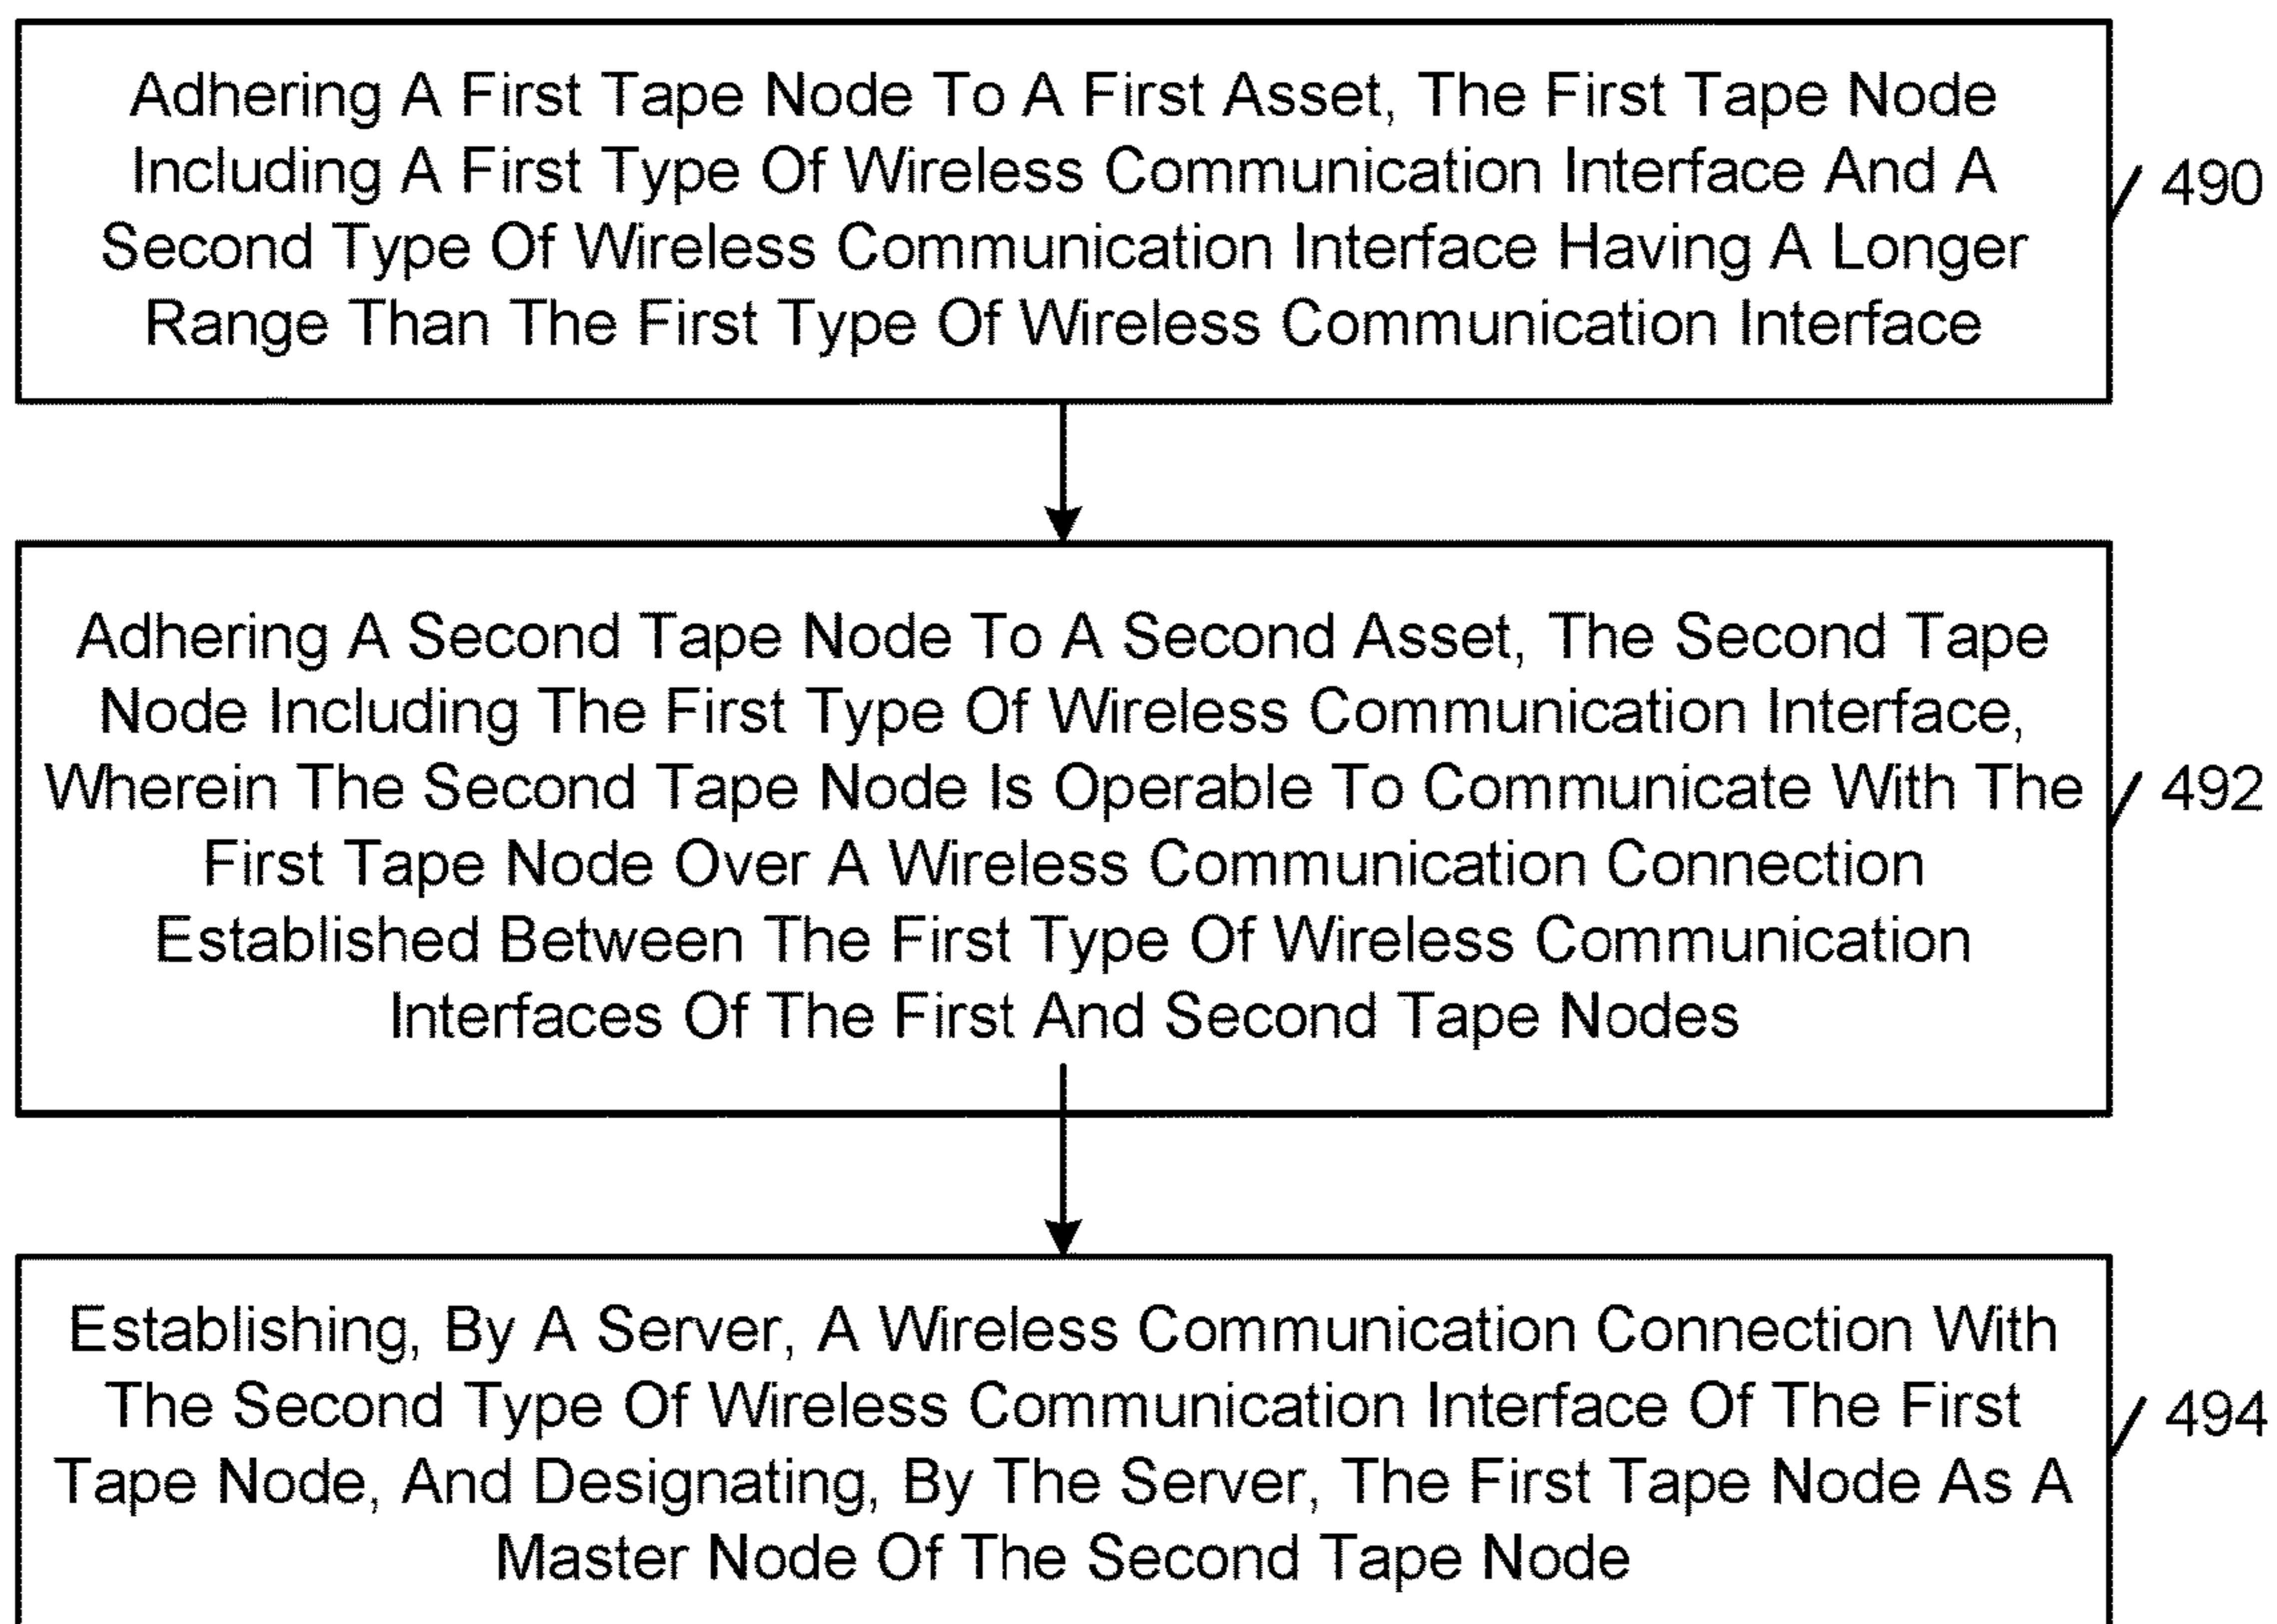 Adhering A First Tape Node To A First Asset, The First Tape Node
Including A First Type Of Wireless Communication Interface And A
Second Type Of Wireless Communication Interface Having A Longer
Range Than The First Type Of Wireless Communication Interface
490
Adhering A Second Tape Node To A Second Asset, The Second Tape
Node Including The First Type Of Wireless Communication Interface,
Wherein The Second Tape Node Is Operable To Communicate With The
First Tape Node Over A Wireless Communication Connection
Established Between The First Type Of Wireless Communication
Interfaces Of The First And Second Tape Nodes
492
Establishing, By A Server, A Wireless Communication Connection With
The Second Type Of Wireless Communication Interface Of The First
Tape Node, And Designating, By The Server, The First Tape Node As A
Master Node Of The Second Tape Node
494